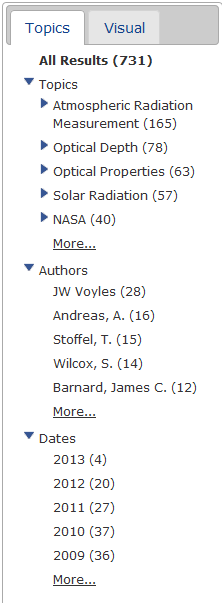 Topics Visual
All Results (731)
Topics
Atmospheric Radiation
Measurement (165)
Optical Depth (78)
Optical Properties (63)
Solar Radiation (57)
NASA (40)
More...
Authors
JW Voyles (28)
Andreas, A. (16)
Stoffel, T. (15)
Wilcox, S. (14)
Barnard, James C. (12)
More...
Dates
2013 (4)
2012 (20)
2011 (27)
2010 (37)
2009 (36)
More...